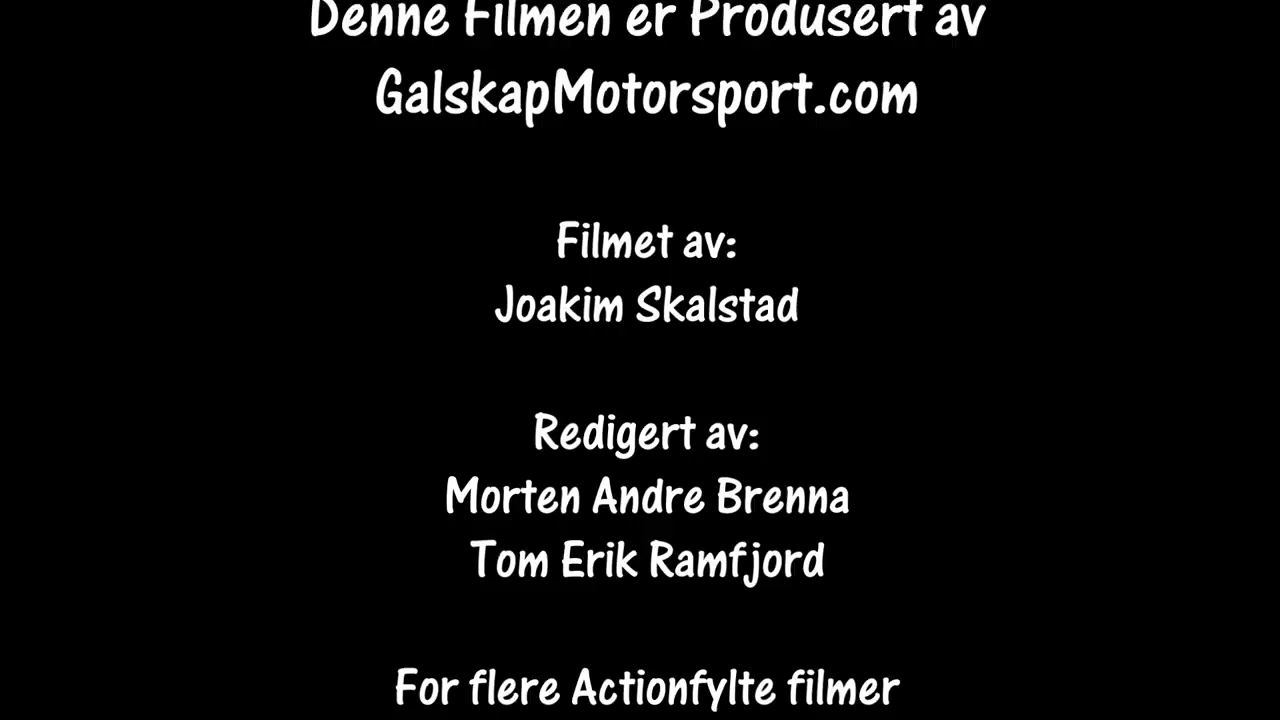 Denne Filmen er Produsert av
GalskapMotorsport.com
Filmet av:
Joakim Skalstad
Redigert av:
Morten Andre Brenna
Tom Erik Ramfjord
For flere Actionfylte filmer